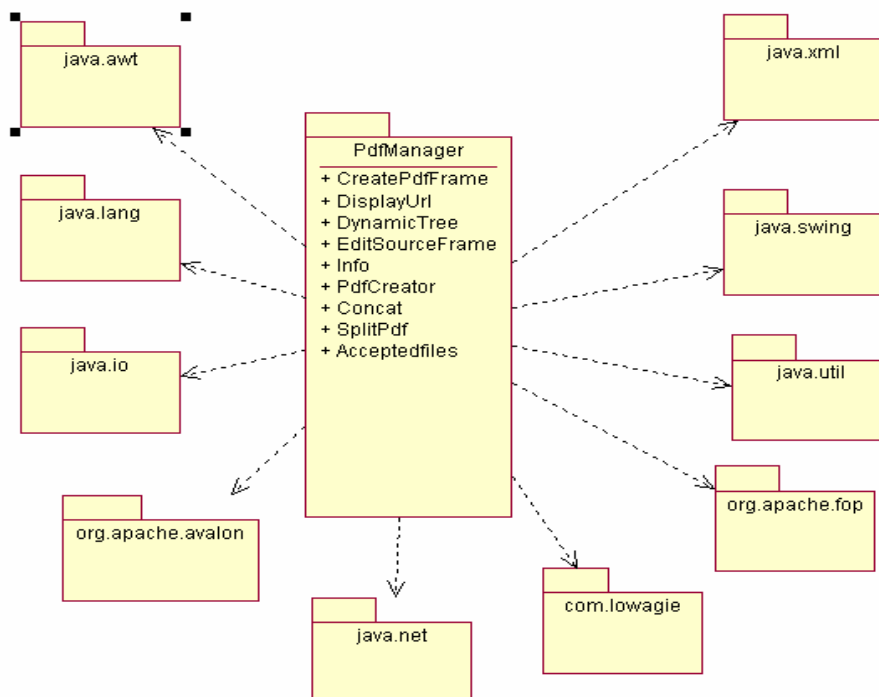 java.awt
java.xml
PdfManager
+ CreatePdfFrame
+ DisplayUrl
+ DynamicTree
+ EditSourceFrame
+ Info
+ PdfCreator
+ Concat
+ SplitPdf
+ Acceptedfiles
java.lang
java.swing
java.io
java.util
org.apache.avalon
org.apache.fop
java.net
com.lowagie